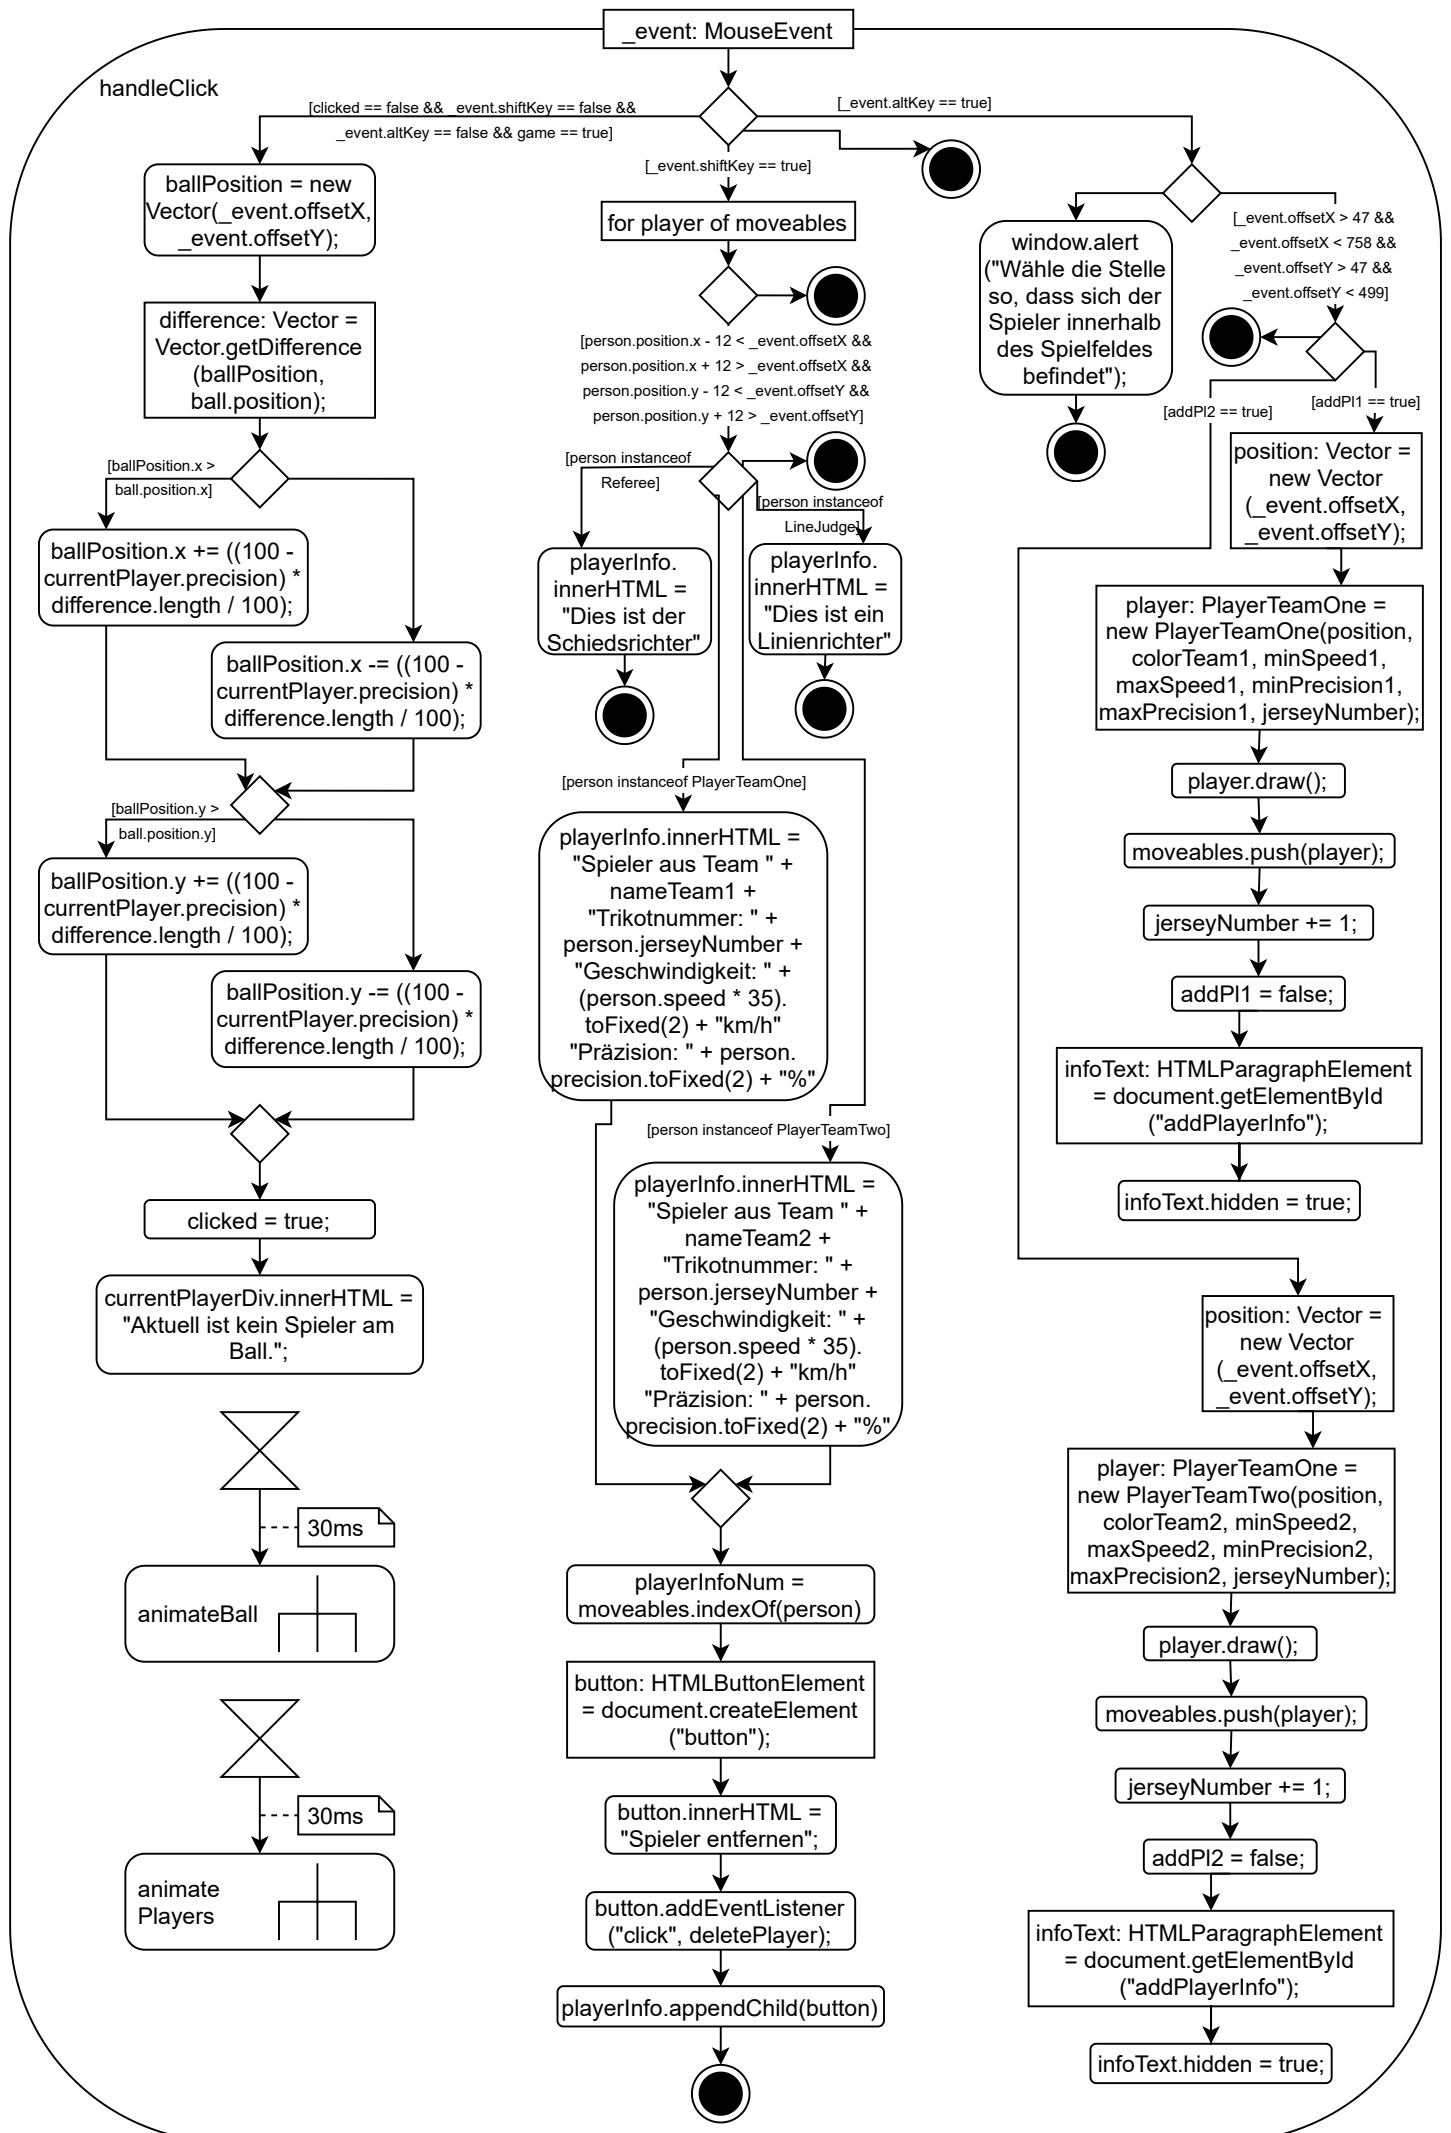 _event: MouseEvent
handleClick
[clicked == false && _event.shiftKey == false &&
_event.altKey == false && game == true]
[_event.altKey == true]
[_event.shiftKey == true]
ballPosition = new
Vector(_event.offsetX,
_event.offsetY);
difference: Vector =
Vector.getDifference
(ballPosition,
ball.position);
[ballPosition.x >
ball.position.x]
ballPosition.x += ((100 -
currentPlayer.precision) *
difference.length / 100);
ballPosition.x -= ((100 -
currentPlayer.precision) *
difference.length / 100);
[ballPosition.y >
ball.position.y]
ballPosition.y += ((100 -
currentPlayer.precision) *
difference.length / 100);
ballPosition.y -= ((100 -
currentPlayer.precision) *
difference.length / 100);
clicked = true;
currentPlayerDiv.innerHTML =
"Aktuell ist kein Spieler am
Ball.";
30ms
animateBall
30ms
animate
Players
for player of moveables
[person.position.x - 12 < _event.offsetX &&
person.position.x + 12 > _event.offsetX &&
person.position.y - 12 < _event.offsetY &&
person.position.y + 12 > _event.offsetY]
[person instanceof
Referee]
[person instanceof
LineJudge]
playerInfo.
innerHTML =
"Dies ist der
Schiedsrichter"
playerInfo.
innerHTML =
"Dies ist ein
Linienrichter"
[person instanceof PlayerTeamOne]
playerInfo.innerHTML =
"Spieler aus Team " +
nameTeam1 +
"Trikotnummer: " +
person.jerseyNumber +
"Geschwindigkeit: " +
(person.speed * 35).
toFixed(2) + "km/h"
"Präzision: " + person.
precision.toFixed(2) + "%"
[person instanceof PlayerTeamTwo]
playerInfo.innerHTML =
"Spieler aus Team " +
nameTeam2 +
"Trikotnummer: " +
person.jerseyNumber +
"Geschwindigkeit: " +
(person.speed * 35).
toFixed(2) + "km/h"
"Präzision: " + person.
precision.toFixed(2) + "%"
playerInfoNum =
moveables.indexOf(person)
button: HTMLButtonElement
= document.createElement
("button");
button.innerHTML =
"Spieler entfernen";
button.addEventListener
("click", deletePlayer);
playerInfo.appendChild(button)
window.alert
("Wähle die Stelle
so, dass sich der
Spieler innerhalb
des Spielfeldes
befindet");
[_event.offsetX > 47 &&
_event.offsetX < 758 &&
_event.offsetY > 47 &&
_event.offsetY < 499]
[addPl2 == true]
[addPl1 == true]
position: Vector =
new Vector
(_event.offsetX,
_event.offsetY);
player: PlayerTeamOne =
new PlayerTeamOne(position,
colorTeam1, minSpeed1,
maxSpeed1, minPrecision1,
maxPrecision1, jerseyNumber);
player.draw();
moveables.push(player);
jerseyNumber += 1;
addPl1 = false;
infoText: HTMLParagraphElement
= document.getElementById
("addPlayerInfo");
infoText.hidden = true;
position: Vector =
new Vector
(_event.offsetX,
_event.offsetY);
player: PlayerTeamOne =
new PlayerTeamTwo(position,
colorTeam2, minSpeed2,
maxSpeed2, minPrecision2,
maxPrecision2, jerseyNumber);
player.draw();
moveables.push(player);
jerseyNumber += 1;
addPl2 = false;
infoText: HTMLParagraphElement
= document.getElementById
("addPlayerInfo");
infoText.hidden = true;